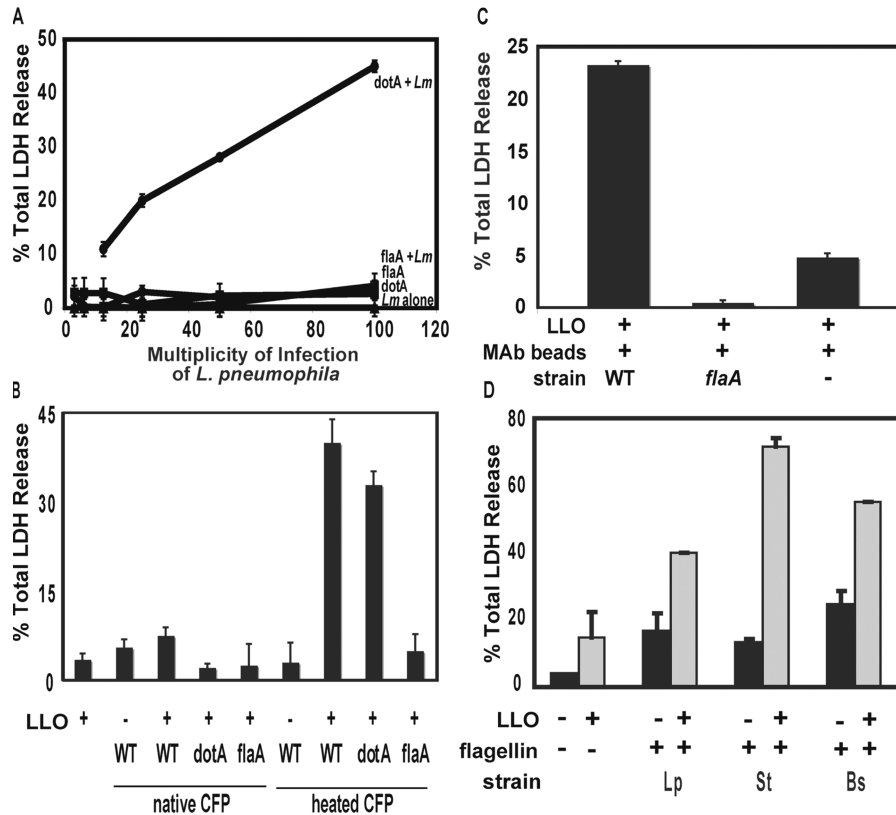 A
% Total LDH Release
50
40
30
20
10
0
0 20 40 60 80 100 120
dotA + Lm
flaA + Lm
flaA
dotA
Lm alone
Multiplicity of Infection
of L. pneumophila
B
% Total LDH Release
45
30
15
0
LLO + - + + + - + + +
WT WT dotA flaA WT WT dotA flaA
native CFP heated CFP
C
% Total LDH Release
25
20
15
10
5
0
LLO + + +
MAb beads + + +
strain WT flaA -
D
% Total LDH Release
80
60
40
20
0
LLO - + - + - + - +
flagellin - - + + + + + +
strain Lp St Bs